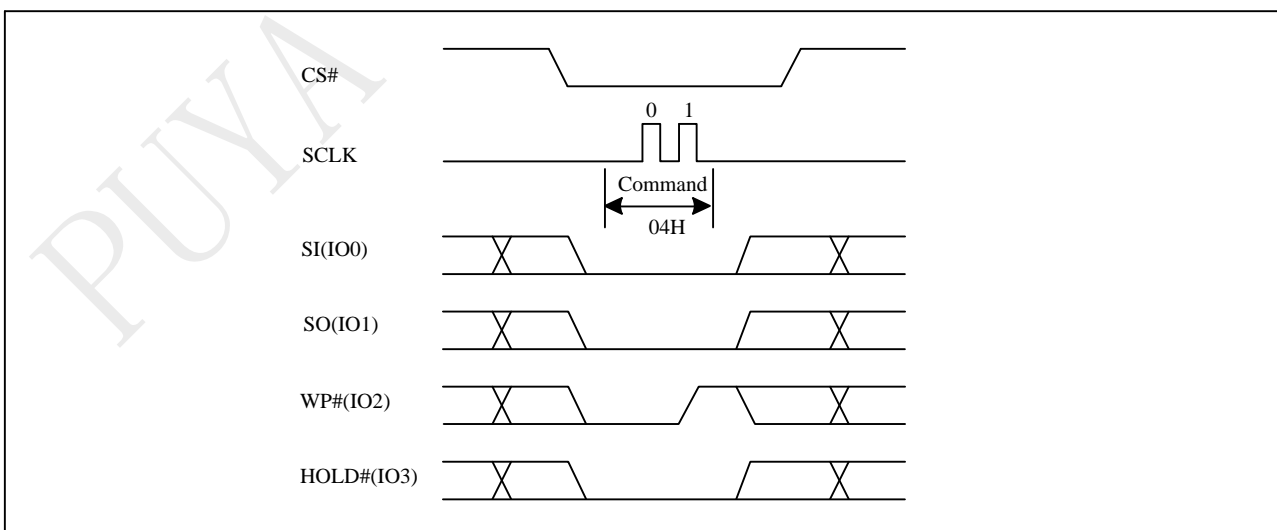 PUYA
CS#
0 1
SCLK
Command
04H
SI(IO0)
SO(IO1)
WP#(IO2)
HOLD#(IO3)